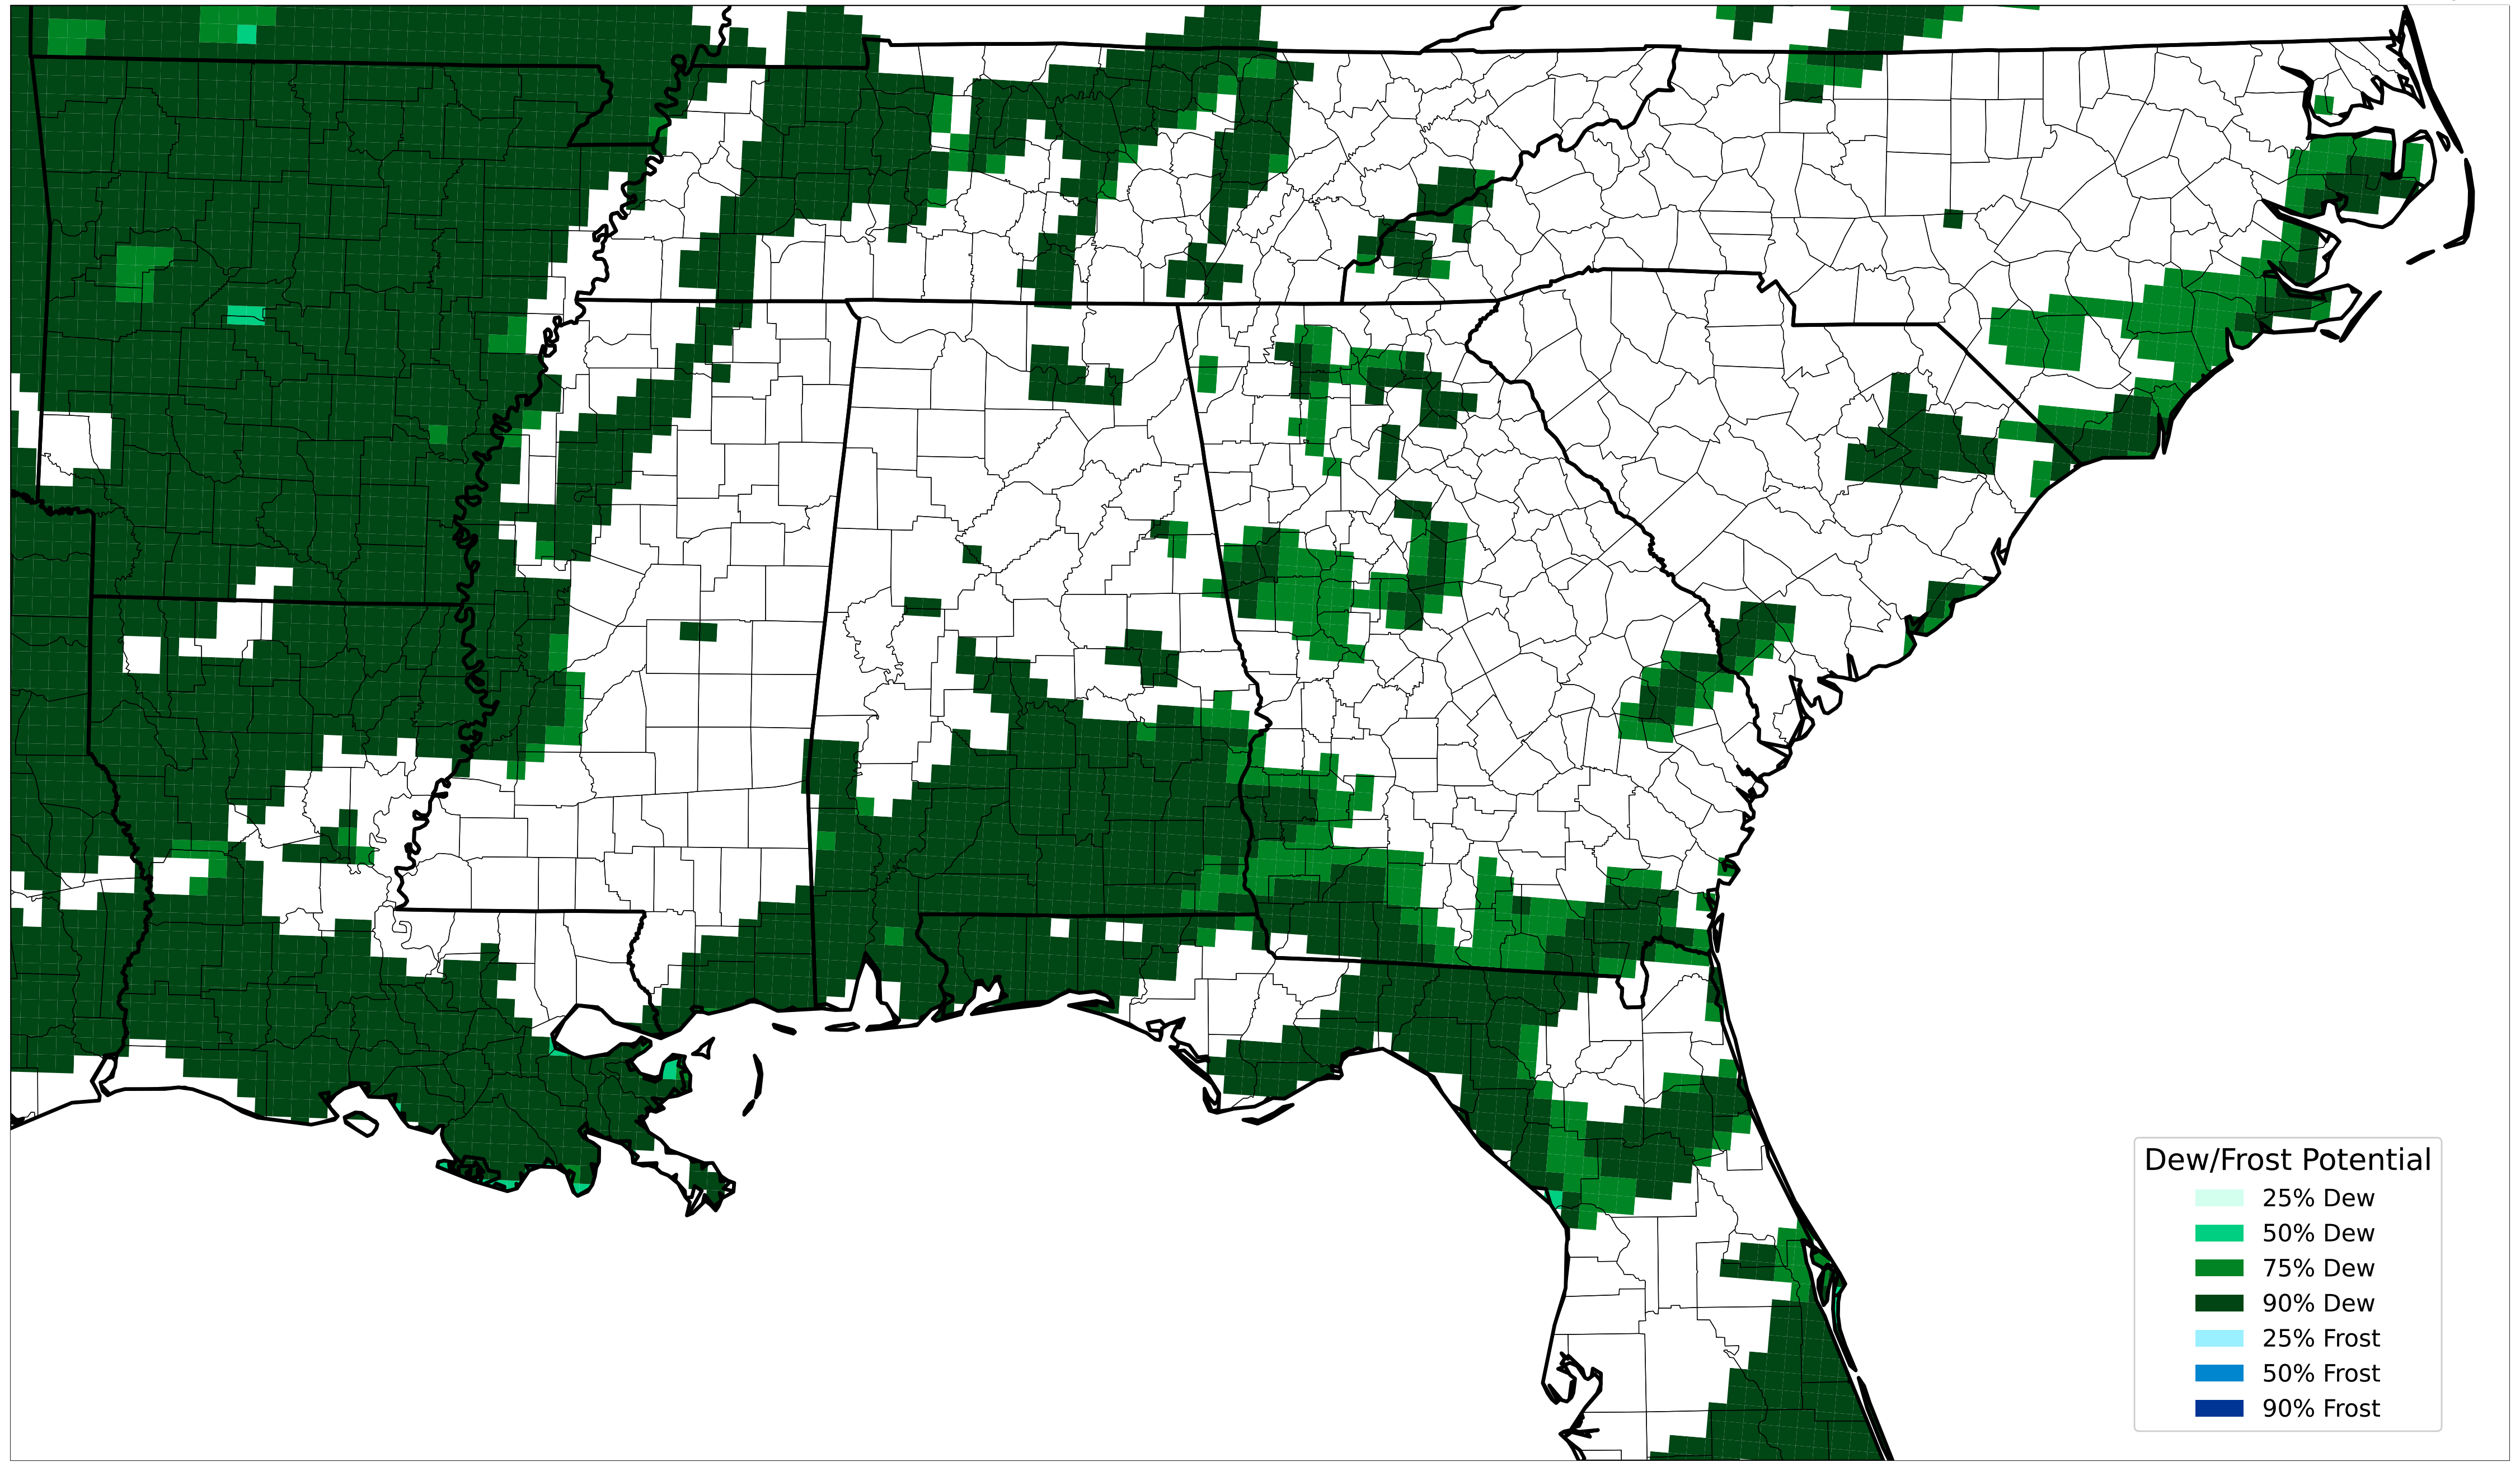 Dew/Frost Potential
25% Dew
50% Dew
75% Dew
90% Dew
25% Frost
50% Frost
90% Frost